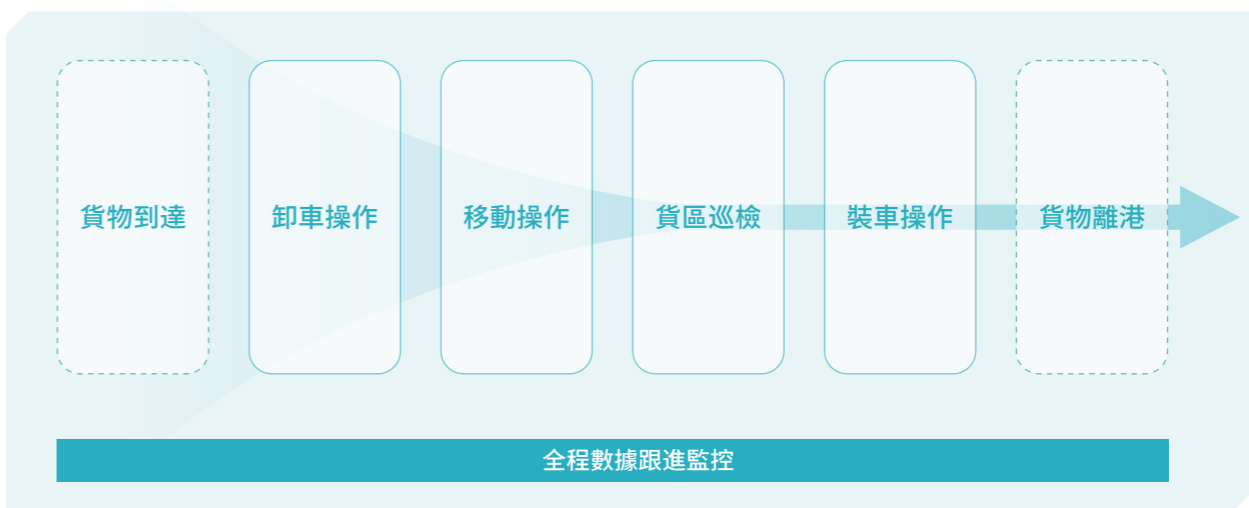 貨物到達
卸車操作
移動操作
貨區巡檢
裝車操作
貨物離港
全程數據跟進監控